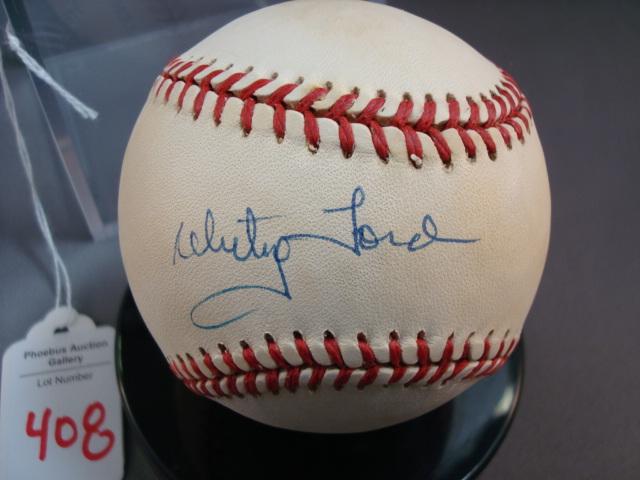 Whitey Ford
Phoebus Auction
Gallery
Lot Number
408